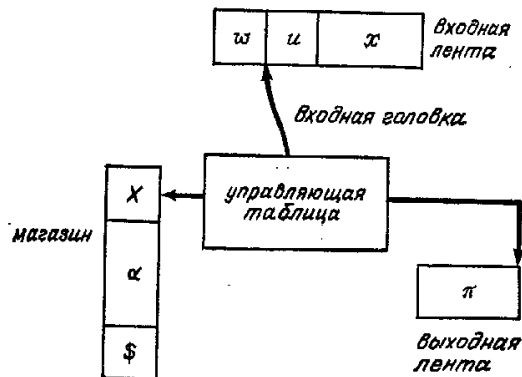 w u x
входная
лента
входная головка
управляющая
таблица
X
магазин
α
$
π
выходная
лента